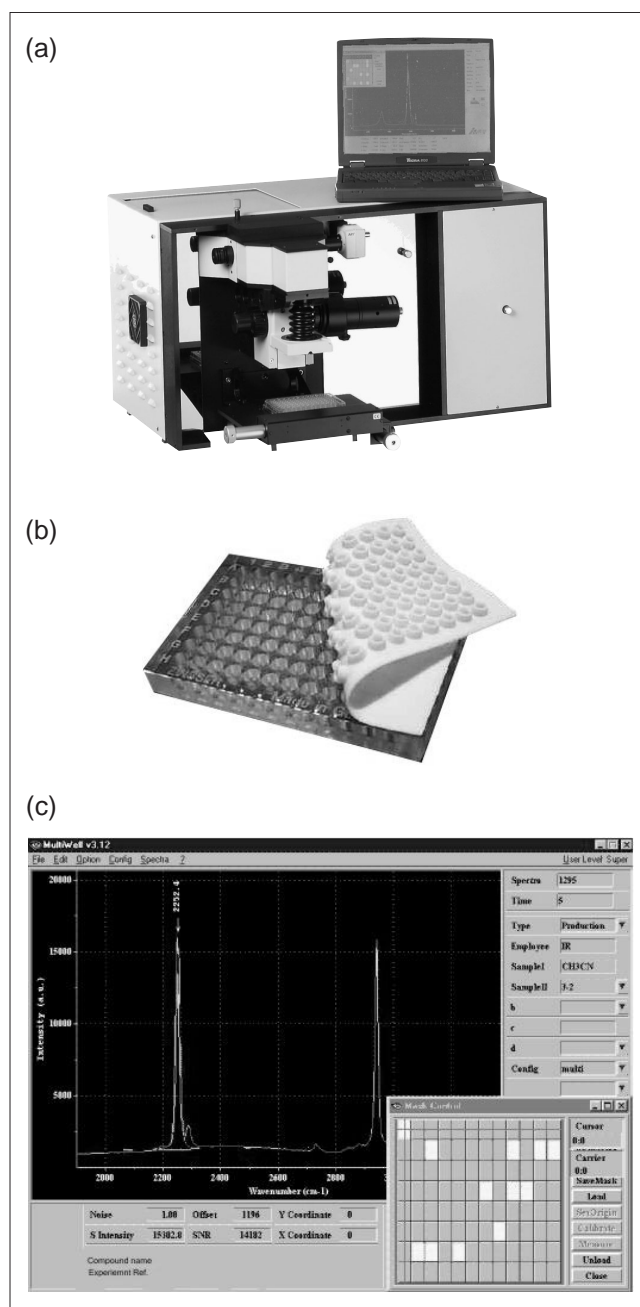 (a)
(b)
(c)
MultiWell v3.12
File Edit Option Config Spectra ?
User Level Super
20000
15000
10000
5000
Intensity (a.u.)
2252.4
2000 2200 2400 2600 2800
Wavenumber (cm-1)
Spectra 1295
Time 5
Type Production
Employee IR
SampleI CH3CN
SampleII J-2
b
c
d
Config multi
Noise 1.00 Offset 1196 Y Coordinate 0
S Intensity 15382.0 SNR 14182 X Coordinate 0
Compound name
Experiemnt Ref.
Mask Control
Cursor
0:0
Carrier
0:0
SaveMask
Load
SetOrigin
Calibrate
Measure
Unload
Close